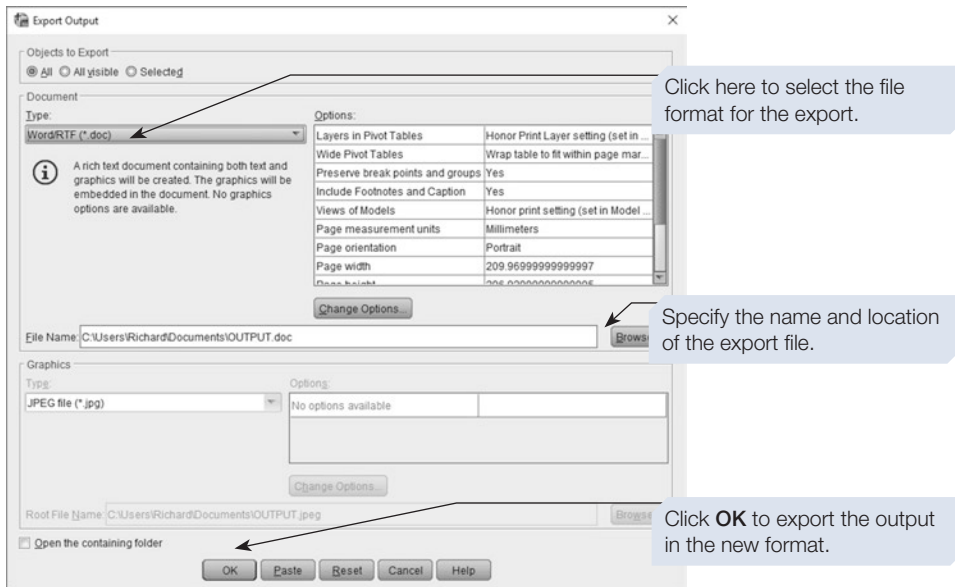 Export Output
Objects to Export
All All visible Selected
Document
Type:
Word/RTF (*.doc)
A rich text document containing both text and
graphics will be created. The graphics will be
embedded in the document. No graphics
options are available.
Options:
Layers in Pivot Tables Honor Print Layer setting (set in ...
Wide Pivot Tables Wrap table to fit within page mar...
Preserve break points and groups Yes
Include Footnotes and Caption Yes
Views of Models Honor print setting (set in Model ...
Page measurement units Millimeters
Page orientation Portrait
Page width 209.96999999999997
Change Options...
File Name: C:\Users\Richard\Documents\OUTPUT.doc
Graphics
Type:
JPEG file (*.jpg)
Options:
No options available
Change Options...
Root File Name: C:\Users\Richard\Documents\OUTPUT.jpeg
Open the containing folder
OK Paste Reset Cancel Help
Click here to select the file
format for the export.
Specify the name and location
of the export file.
Click OK to export the output
in the new format.